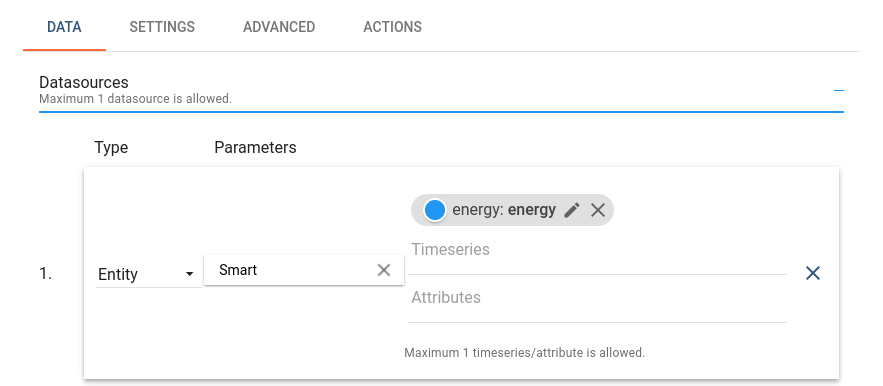 DATA SETTINGS ADVANCED ACTIONS
Datasources
Maximum 1 datasource is allowed.
Type Parameters
energy: energy
Timeseries
1. Entity Smart
Attributes
Maximum 1 timeseries/attribute is allowed.